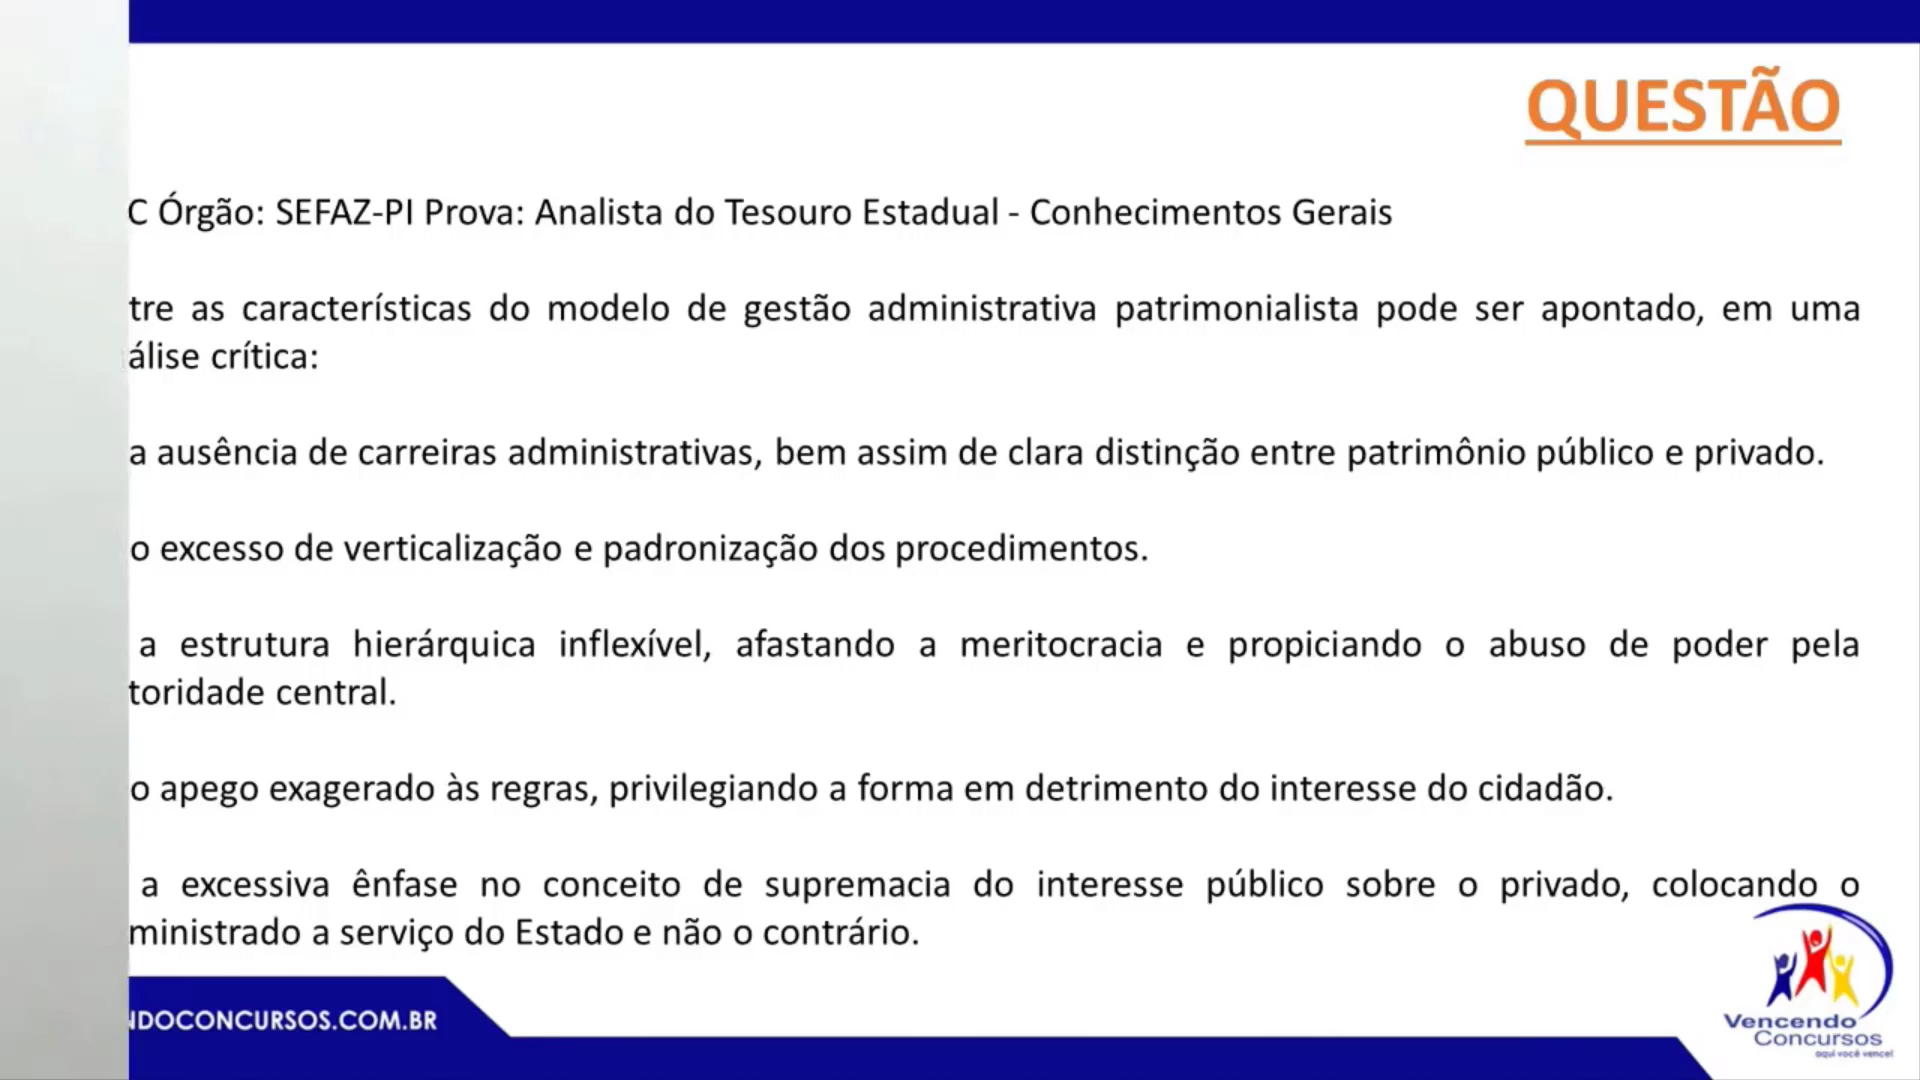 QUESTÃO
C Órgão: SEFAZ-PI Prova: Analista do Tesouro Estadual - Conhecimentos Gerais
tre as características do modelo de gestão administrativa patrimonialista pode ser apontado, em uma
álise crítica:
a ausência de carreiras administrativas, bem assim de clara distinção entre patrimônio público e privado.
o excesso de verticalização e padronização dos procedimentos.
a estrutura hierárquica inflexível, afastando a meritocracia e propiciando o abuso de poder pela
toridade central.
o apego exagerado às regras, privilegiando a forma em detrimento do interesse do cidadão.
a excessiva ênfase no conceito de supremacia do interesse público sobre o privado, colocando o
ministrado a serviço do Estado e não o contrário.
NDOCONCURSOS.COM.BR
Vencendo
Concursos
aqui você vence!